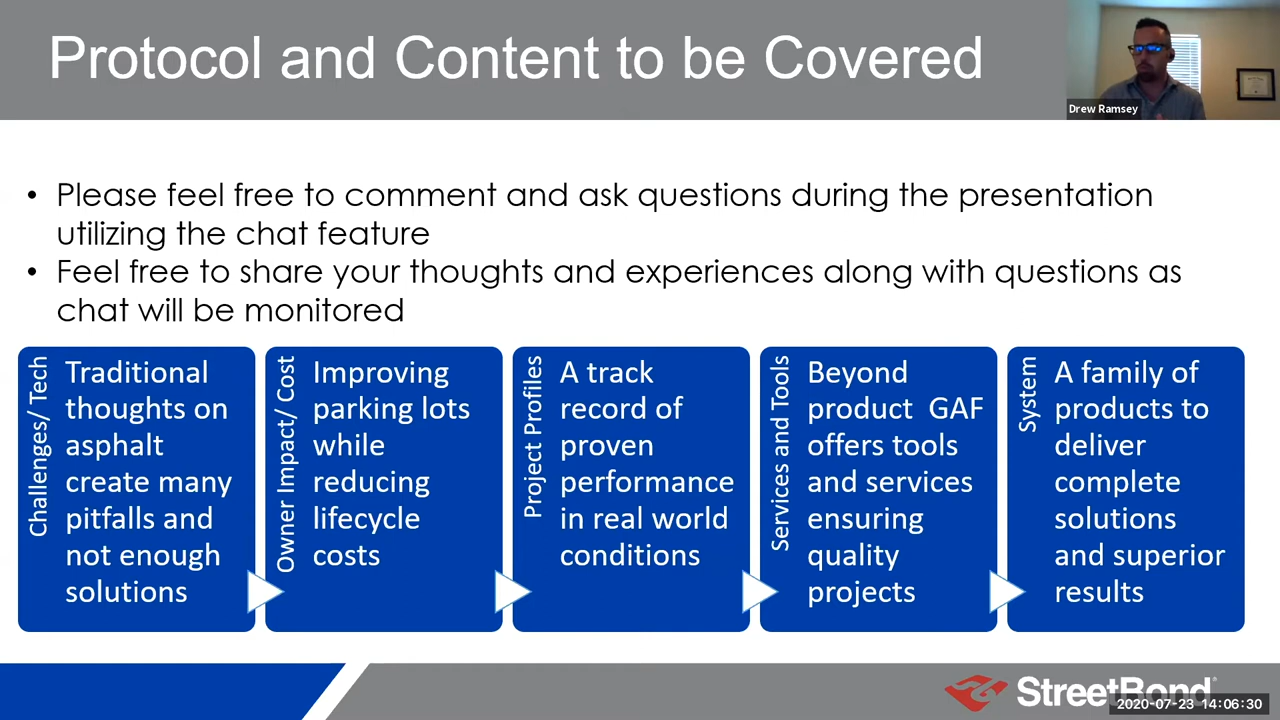 Protocol and Content to be Covered
Drew Ramsey
• Please feel free to comment and ask questions during the presentation
utilizing the chat feature
• Feel free to share your thoughts and experiences along with questions as
chat will be monitored
Challenges/ Tech
Traditional
thoughts on
asphalt
create many
pitfalls and
not enough
solutions
Owner Impact/ Cost
Improving
parking lots
while
reducing
lifecycle
costs
Project Profiles
A track
record of
proven
performance
in real world
conditions
Services and Tools
Beyond
product GAF
offers tools
and services
ensuring
quality
projects
System
A family of
products to
deliver
complete
solutions
and superior
results
StreetBond
2020-07-23 14:06:30